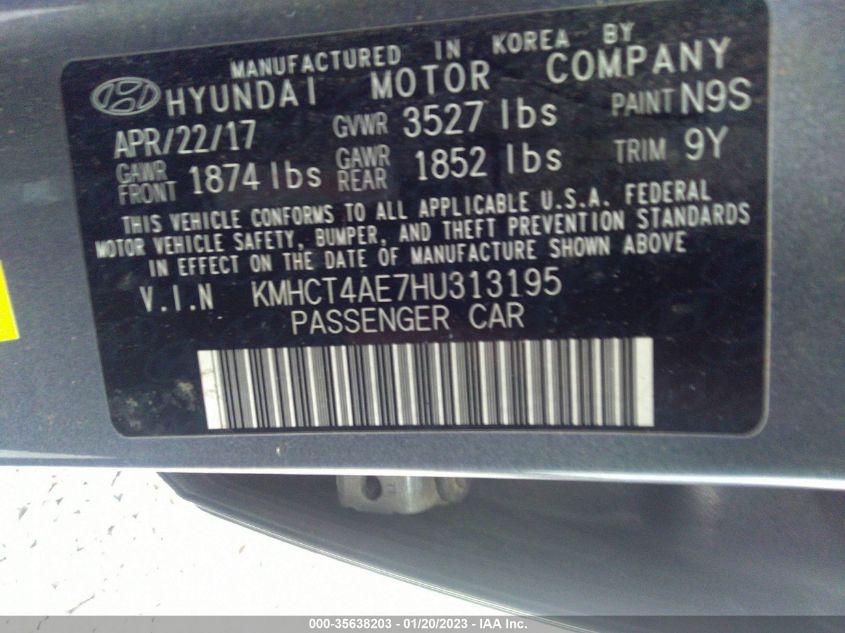 MANUFACTURED IN KOREA BY
HYUNDAI MOTOR COMPANY
APR/22/17 GVWR 3527 lbs PAINT N9S
GAWR FRONT 1874 lbs GAWR REAR 1852 lbs TRIM 9Y
THIS VEHICLE CONFORMS TO ALL APPLICABLE U.S.A. FEDERAL
MOTOR VEHICLE SAFETY, BUMPER, AND THEFT PREVENTION STANDARDS
IN EFFECT ON THE DATE OF MANUFACTURE SHOWN ABOVE
V.I.N KMHCT4AE7HU313195
PASSENGER CAR
000-35638203 - 01/20/2023 - IAA Inc.